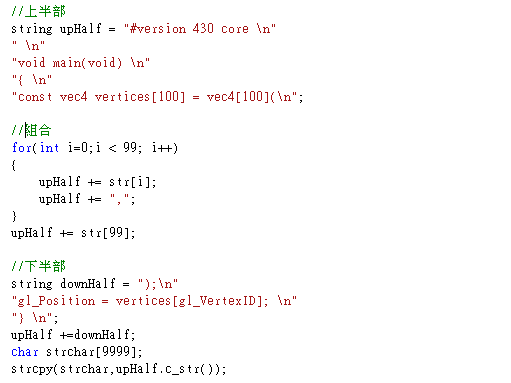 //上半部
string upHalf = "#version 430 core \n"
" \n"
"void main(void) \n"
"{ \n"
"const vec4 vertices[100] = vec4[100](\n";
//組合
for(int i=0;i < 99; i++)
{
upHalf += str[i];
upHalf += ",";
}
upHalf += str[99];
//下半部
string downHalf = ");\n"
"gl_Position = vertices[gl_VertexID]; \n"
"} \n";
upHalf +=downHalf;
char strchar[9999];
strcpy(strchar,upHalf.c_str());